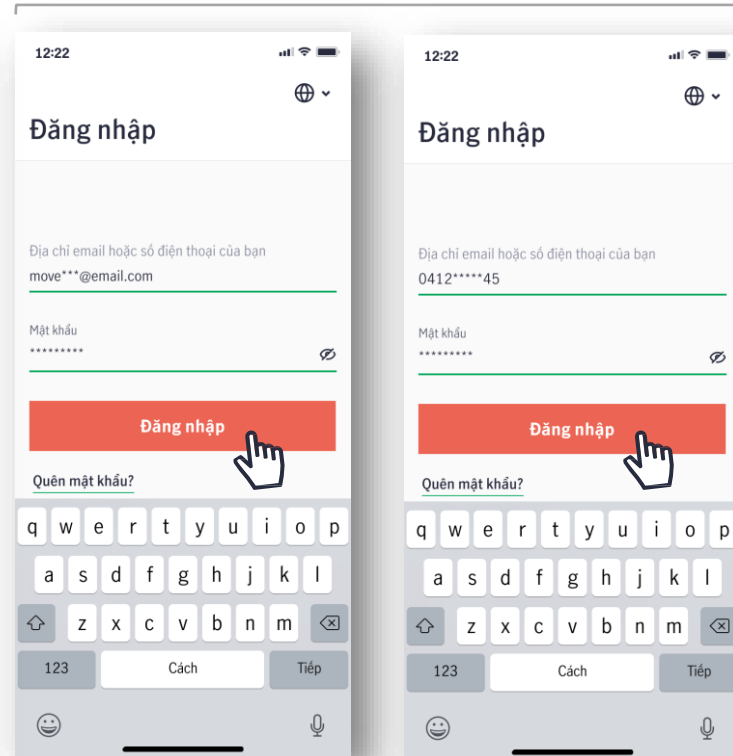 12:22
Đăng nhập
Địa chỉ email hoặc số điện thoại của bạn
move***@email.com
Mật khẩu
*********
Đăng nhập
Quên mật khẩu?
q w e r t y u i o p
a s d f g h j k l
z x c v b n m
123 Cách Tiếp
12:22
Đăng nhập
Địa chỉ email hoặc số điện thoại của bạn
0412*****45
Mật khẩu
*********
Đăng nhập
Quên mật khẩu?
q w e r t y u i o p
a s d f g h j k l
z x c v b n m
123 Cách Tiếp